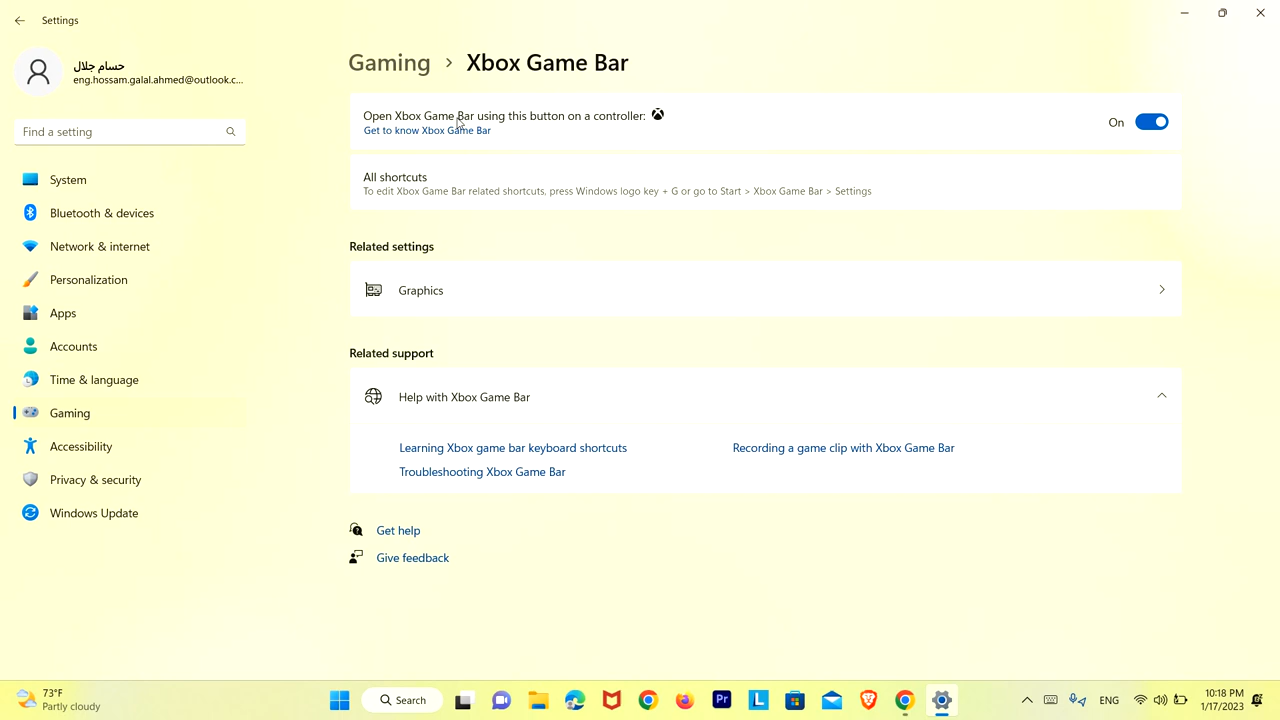 Settings
حسام جلال
eng.hossam.galal.ahmed@outlook.c...
Find a setting
System
Bluetooth & devices
Network & internet
Personalization
Apps
Accounts
Time & language
Gaming
Accessibility
Privacy & security
Windows Update
Gaming > Xbox Game Bar
Open Xbox Game Bar using this button on a controller:
Get to know Xbox Game Bar
On
All shortcuts
To edit Xbox Game Bar related shortcuts, press Windows logo key + G or go to Start > Xbox Game Bar > Settings
Related settings
Graphics
Related support
Help with Xbox Game Bar
Learning Xbox game bar keyboard shortcuts
Recording a game clip with Xbox Game Bar
Troubleshooting Xbox Game Bar
Get help
Give feedback
73°F
Partly cloudy
Search
Pr
L
ENG
10:18 PM
1/17/2023